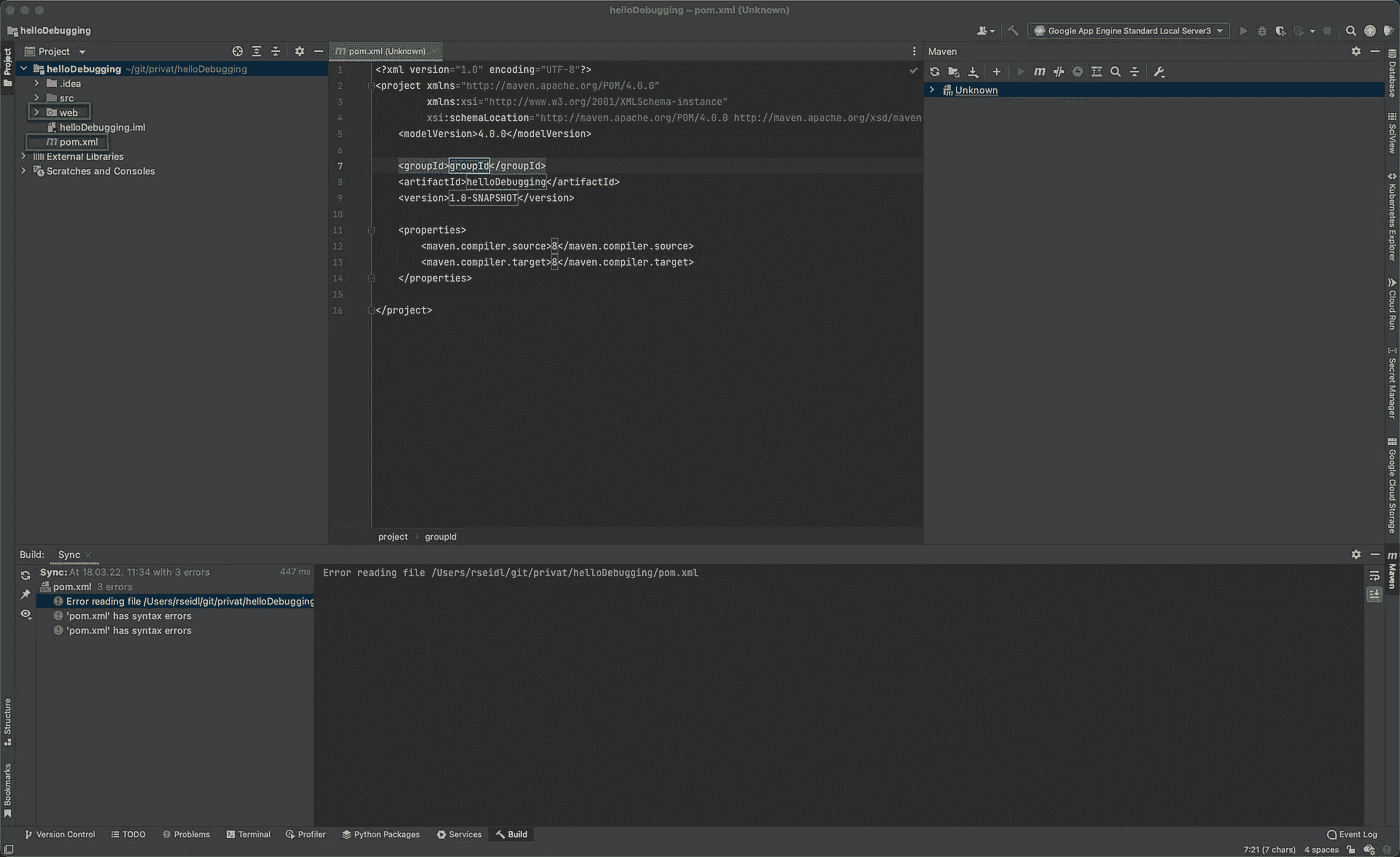 helloDebugging – pom.xml (Unknown)
helloDebugging
Google App Engine Standard Local Server3
Project
helloDebugging ~/git/privat/helloDebugging
.idea
src
web
helloDebugging.iml
pom.xml
External Libraries
Scratches and Consoles
pom.xml (Unknown)
1 <?xml version="1.0" encoding="UTF-8"?>
2 <project xmlns="http://maven.apache.org/POM/4.0.0"
3 xmlns:xsi="http://www.w3.org/2001/XMLSchema-instance"
4 xsi:schemaLocation="http://maven.apache.org/POM/4.0.0 http://maven.apache.org/xsd/maven
5 <modelVersion>4.0.0</modelVersion>
6
7 <groupId>groupId</groupId>
8 <artifactId>helloDebugging</artifactId>
9 <version>1.0-SNAPSHOT</version>
10
11 <properties>
12 <maven.compiler.source>8</maven.compiler.source>
13 <maven.compiler.target>8</maven.compiler.target>
14 </properties>
15
16 </project>
project › groupId
Maven
Unknown
Project
Structure
Bookmarks
Database
SciView
Kubernetes Explorer
Cloud Run
Secret Manager
Google Cloud Storage
Maven
Build: Sync
Sync: At 18.03.22, 11:34 with 3 errors 447 ms
pom.xml 3 errors
Error reading file /Users/rseidl/git/privat/helloDebugging
'pom.xml' has syntax errors
'pom.xml' has syntax errors
Error reading file /Users/rseidl/git/privat/helloDebugging/pom.xml
Version Control TODO Problems Terminal Profiler Python Packages Services Build Event Log
7:21 (7 chars) 4 spaces